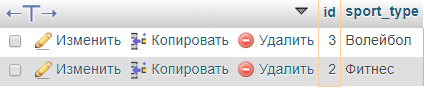 id sport_type
Изменить Копировать Удалить 3 Волейбол
Изменить Копировать Удалить 2 Фитнес